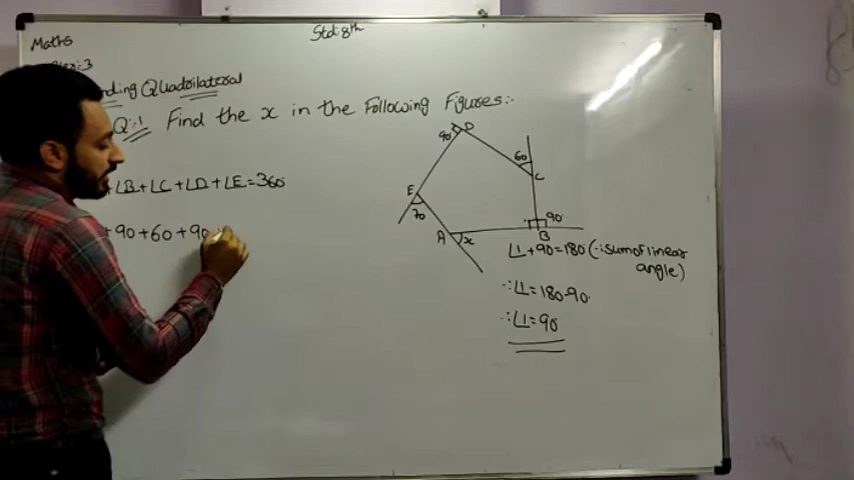 Maths
Std:8th
nding Quadrilateral
Q:-1 Find the x in the Following Figures:-
+∠B+∠C+∠D+∠E=360°
+90+60+90
90° D
60 C
E
70
A x
90°
B
∠1+90=180 (∵sum of linear
angle)
∴∠1=180-90
∴∠1=90